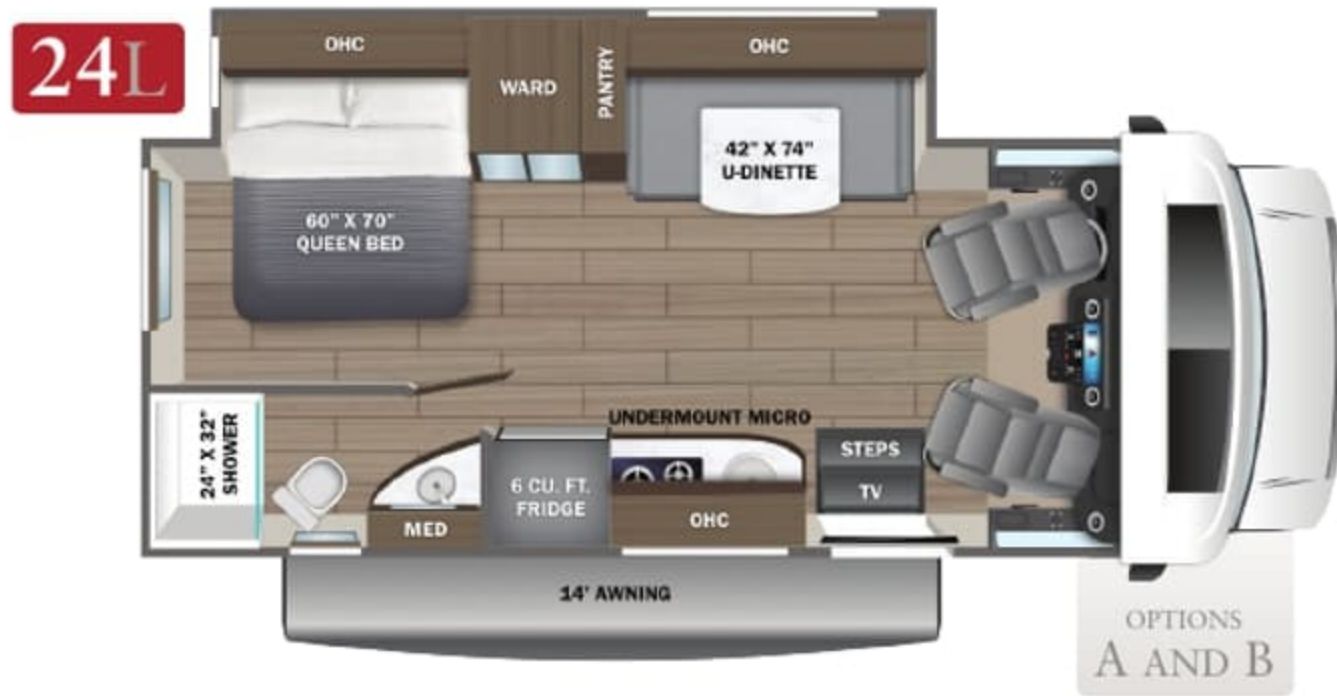 24L
OHC
WARD
PANTRY
OHC
42" X 74"
U-DINETTE
60" X 70"
QUEEN BED
UNDERMOUNT MICRO
24" X 32"
SHOWER
STEPS
TV
6 CU. FT.
FRIDGE
OHC
MED
14' AWNING
OPTIONS
A AND B